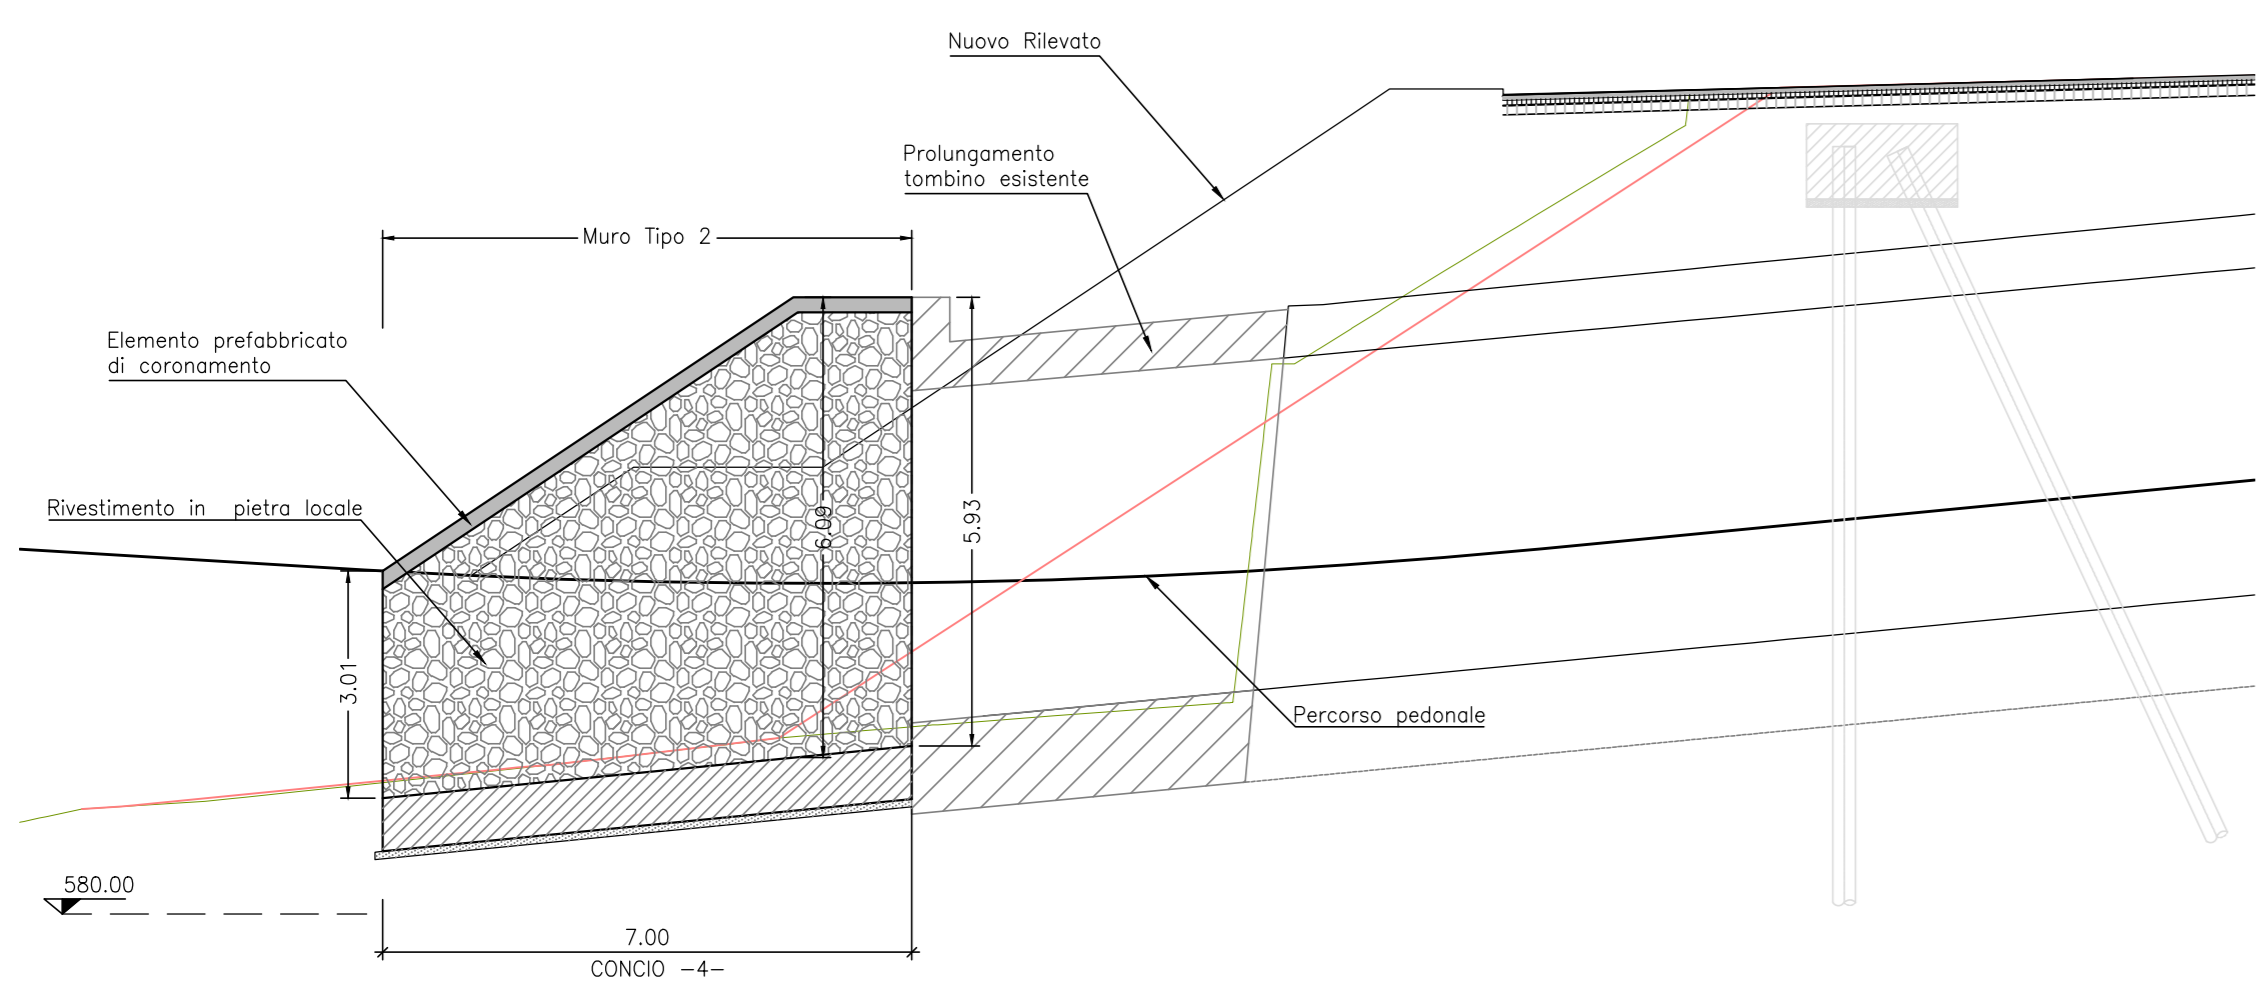 Nuovo Rilevato
Prolungamento
tombino esistente
Muro Tipo 2
Elemento prefabbricato
di coronamento
Rivestimento in pietra locale
6.09
5.93
3.01
Percorso pedonale
580.00
7.00
CONCIO -4-